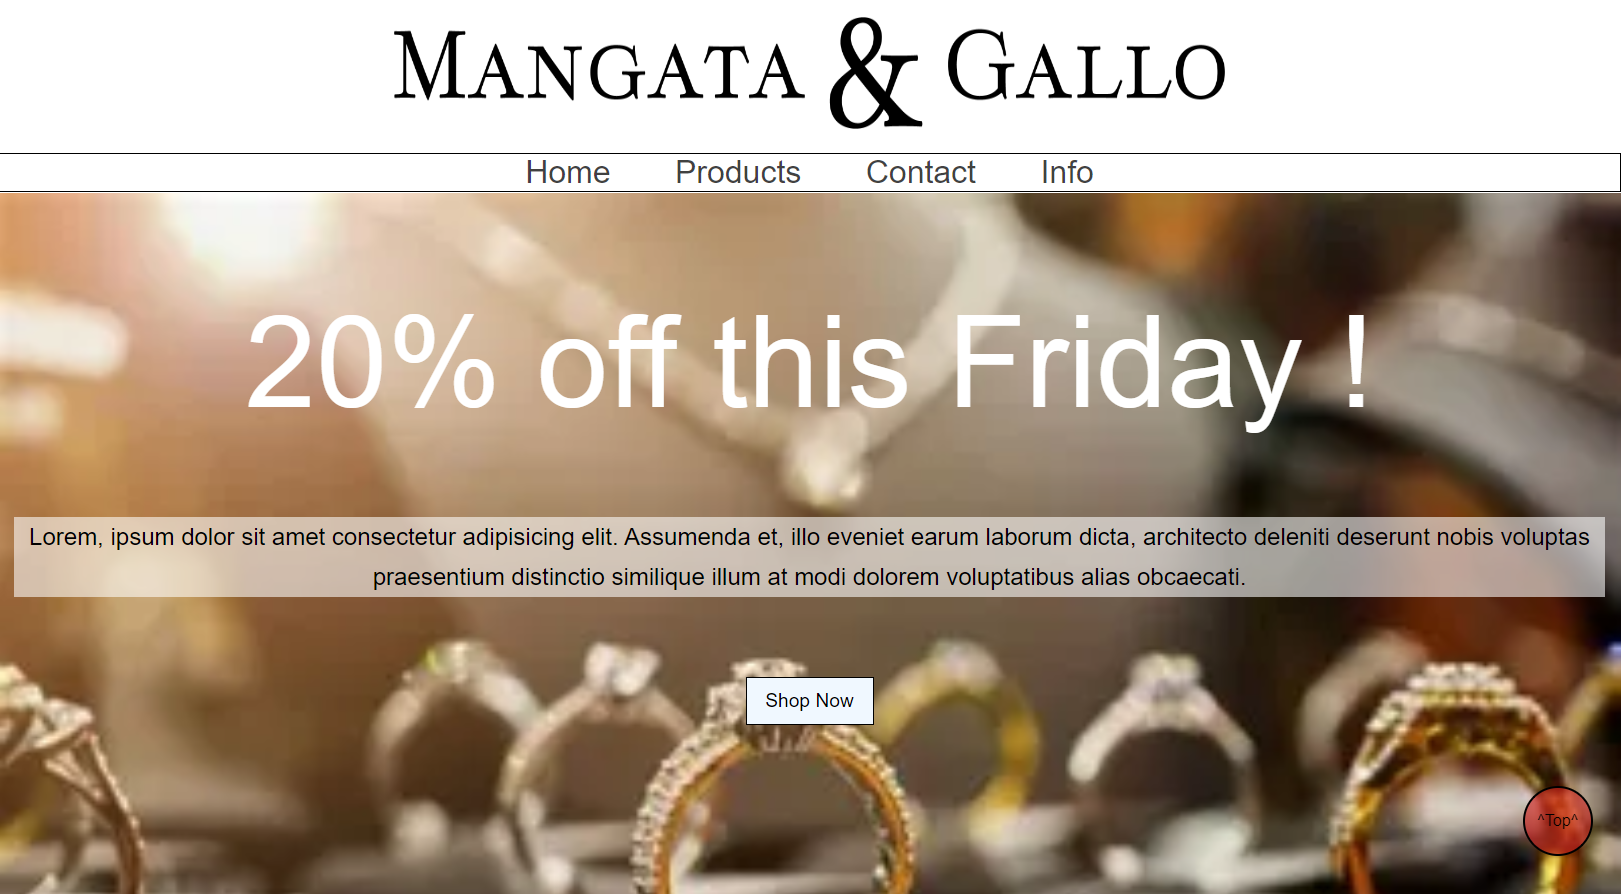 Mangata & Gallo
Home Products Contact Info
20% off this Friday !
Lorem, ipsum dolor sit amet consectetur adipisicing elit. Assumenda et, illo eveniet earum laborum dicta, architecto deleniti deserunt nobis voluptas
praesentium distinctio similique illum at modi dolorem voluptatibus alias obcaecati.
Shop Now
^Top^